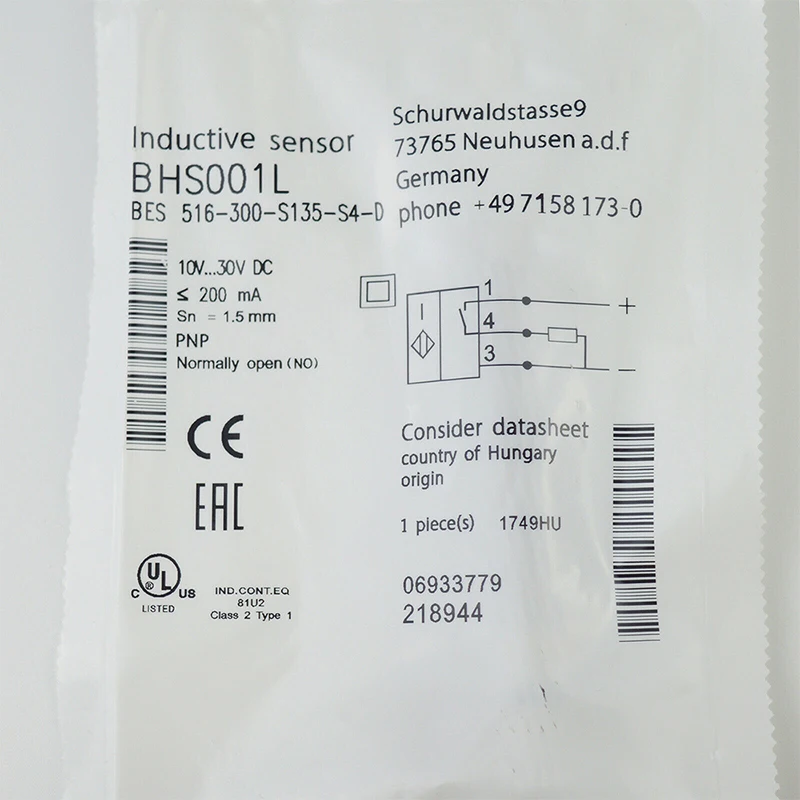 Inductive sensor
BHS001L
BES 516-300-S135-S4-D
Schurwaldstasse9
73765 Neuhusen a.d.f
Germany
phone +49 7158 173-0
10V...30V DC
≤ 200 mA
Sn = 1.5 mm
PNP
Normally open (NO)
1
+
4
3
–
CE
EAC
Consider datasheet
country of Hungary
origin
1 piece(s) 1749HU
06933779
218944
C UL ® US
LISTED
IND.CONT.EQ
81U2
Class 2 Type 1